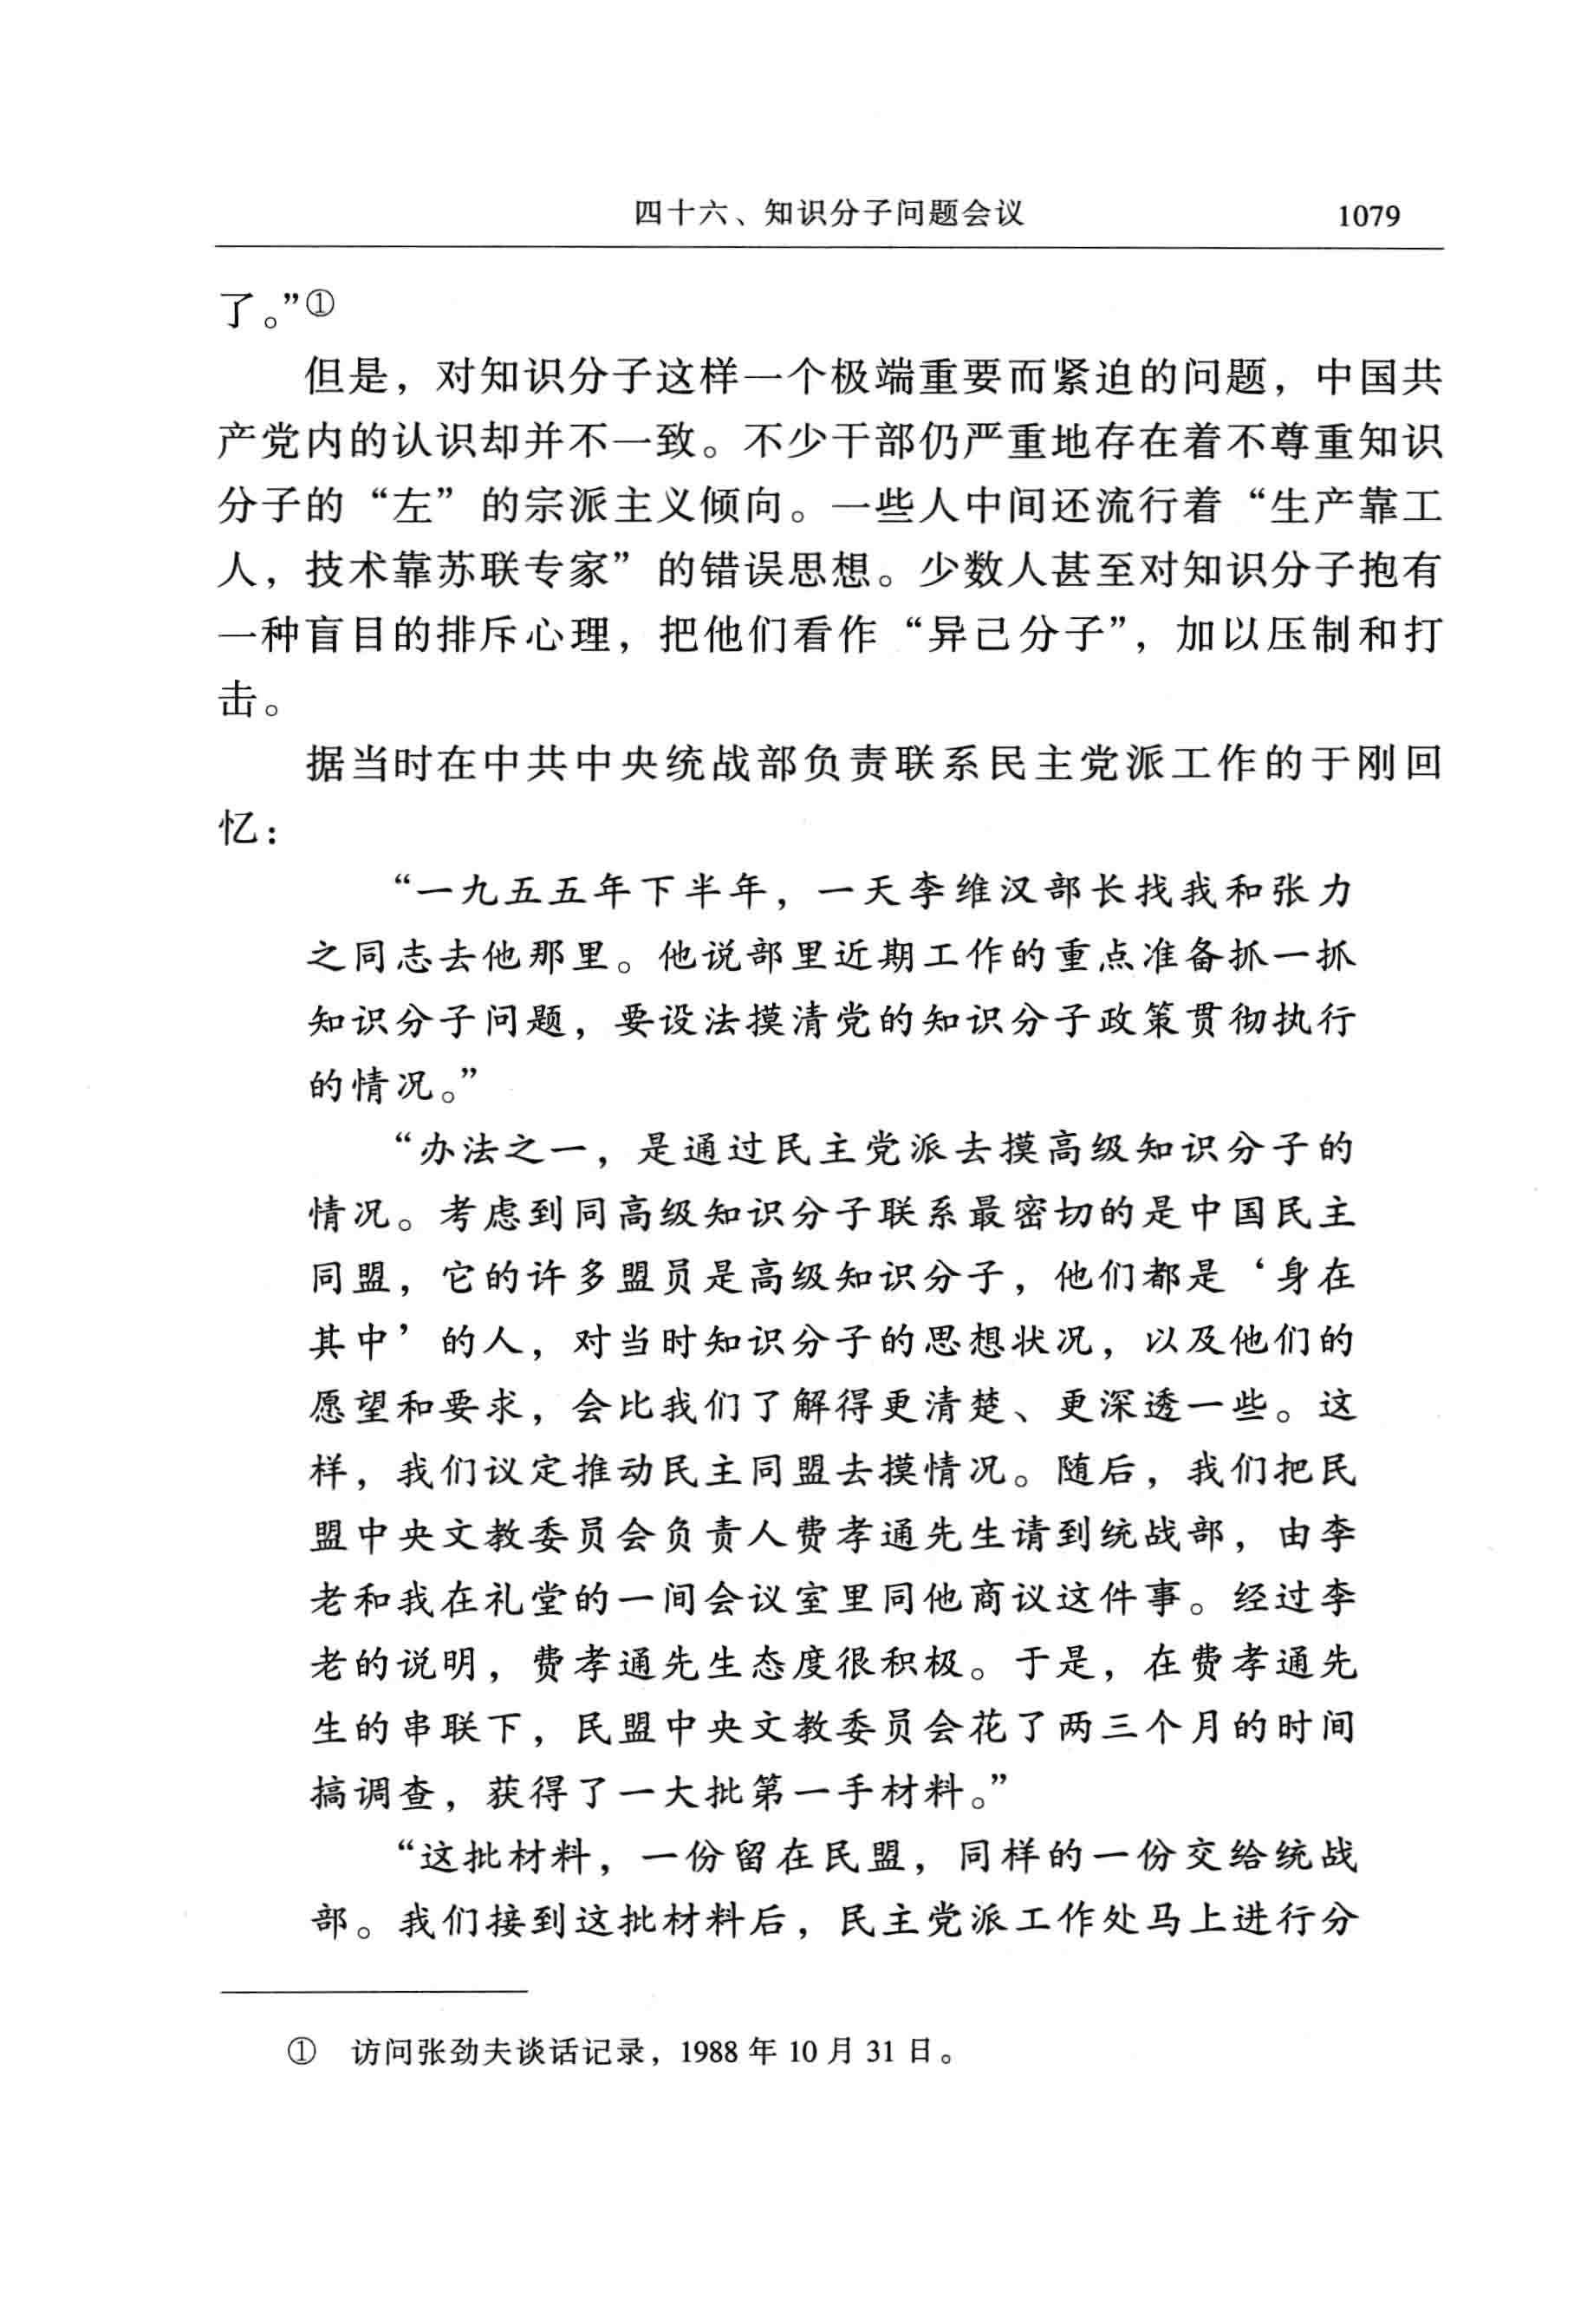 四十六、知识分子问题会议 1079
了。”①
但是，对知识分子这样一个极端重要而紧迫的问题，中国共
产党内的认识却并不一致。不少干部仍严重地存在着不尊重知识
分子的“左”的宗派主义倾向。一些人中间还流行着“生产靠工
人，技术靠苏联专家”的错误思想。少数人甚至对知识分子抱有
一种盲目的排斥心理，把他们看作“异己分子”，加以压制和打
击。
据当时在中共中央统战部负责联系民主党派工作的于刚回
忆：
“一九五五年下半年，一天李维汉部长找我和张力
之同志去他那里。他说部里近期工作的重点准备抓一抓
知识分子问题，要设法摸清党的知识分子政策贯彻执行
的情况。”
“办法之一，是通过民主党派去摸高级知识分子的
情况。考虑到同高级知识分子联系最密切的是中国民主
同盟，它的许多盟员是高级知识分子，他们都是‘身在
其中’的人，对当时知识分子的思想状况，以及他们的
愿望和要求，会比我们了解得更清楚、更深透一些。这
样，我们议定推动民主同盟去摸情况。随后，我们把民
盟中央文教委员会负责人费孝通先生请到统战部，由李
老和我在礼堂的一间会议室里同他商议这件事。经过李
老的说明，费孝通先生态度很积极。于是，在费孝通先
生的串联下，民盟中央文教委员会花了两三个月的时间
搞调查，获得了一大批第一手材料。”
“这批材料，一份留在民盟，同样的一份交给统战
部。我们接到这批材料后，民主党派工作处马上进行分
① 访问张劲夫谈话记录，1988年10月31日。